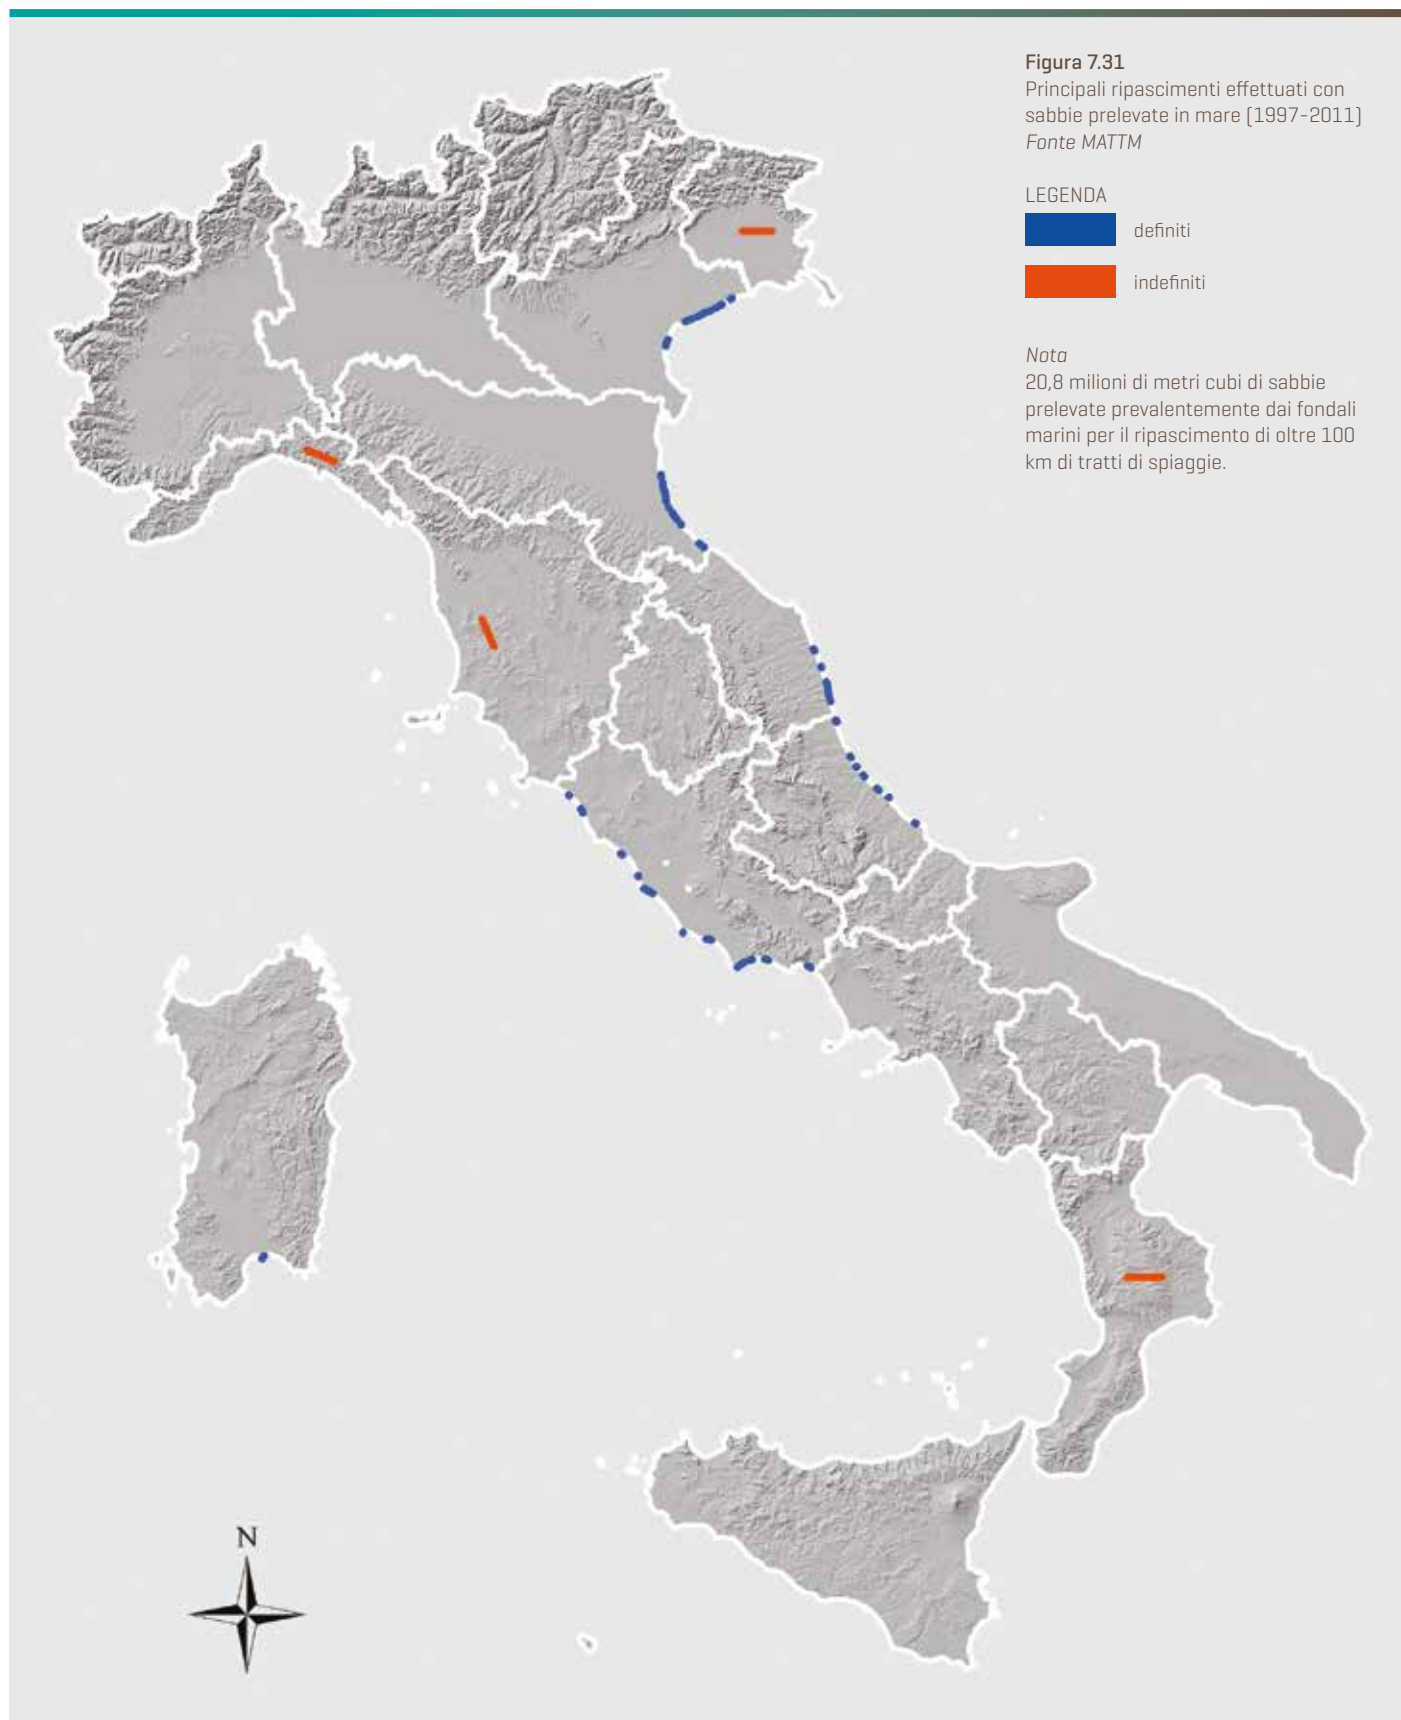 Figura 7.31
Principali ripascimenti effettuati con
sabbie prelevate in mare (1997-2011)
Fonte MATTM
LEGENDA
definiti
indefiniti
Nota
20,8 milioni di metri cubi di sabbie
prelevate prevalentemente dai fondali
marini per il ripascimento di oltre 100
km di tratti di spiaggie.
N